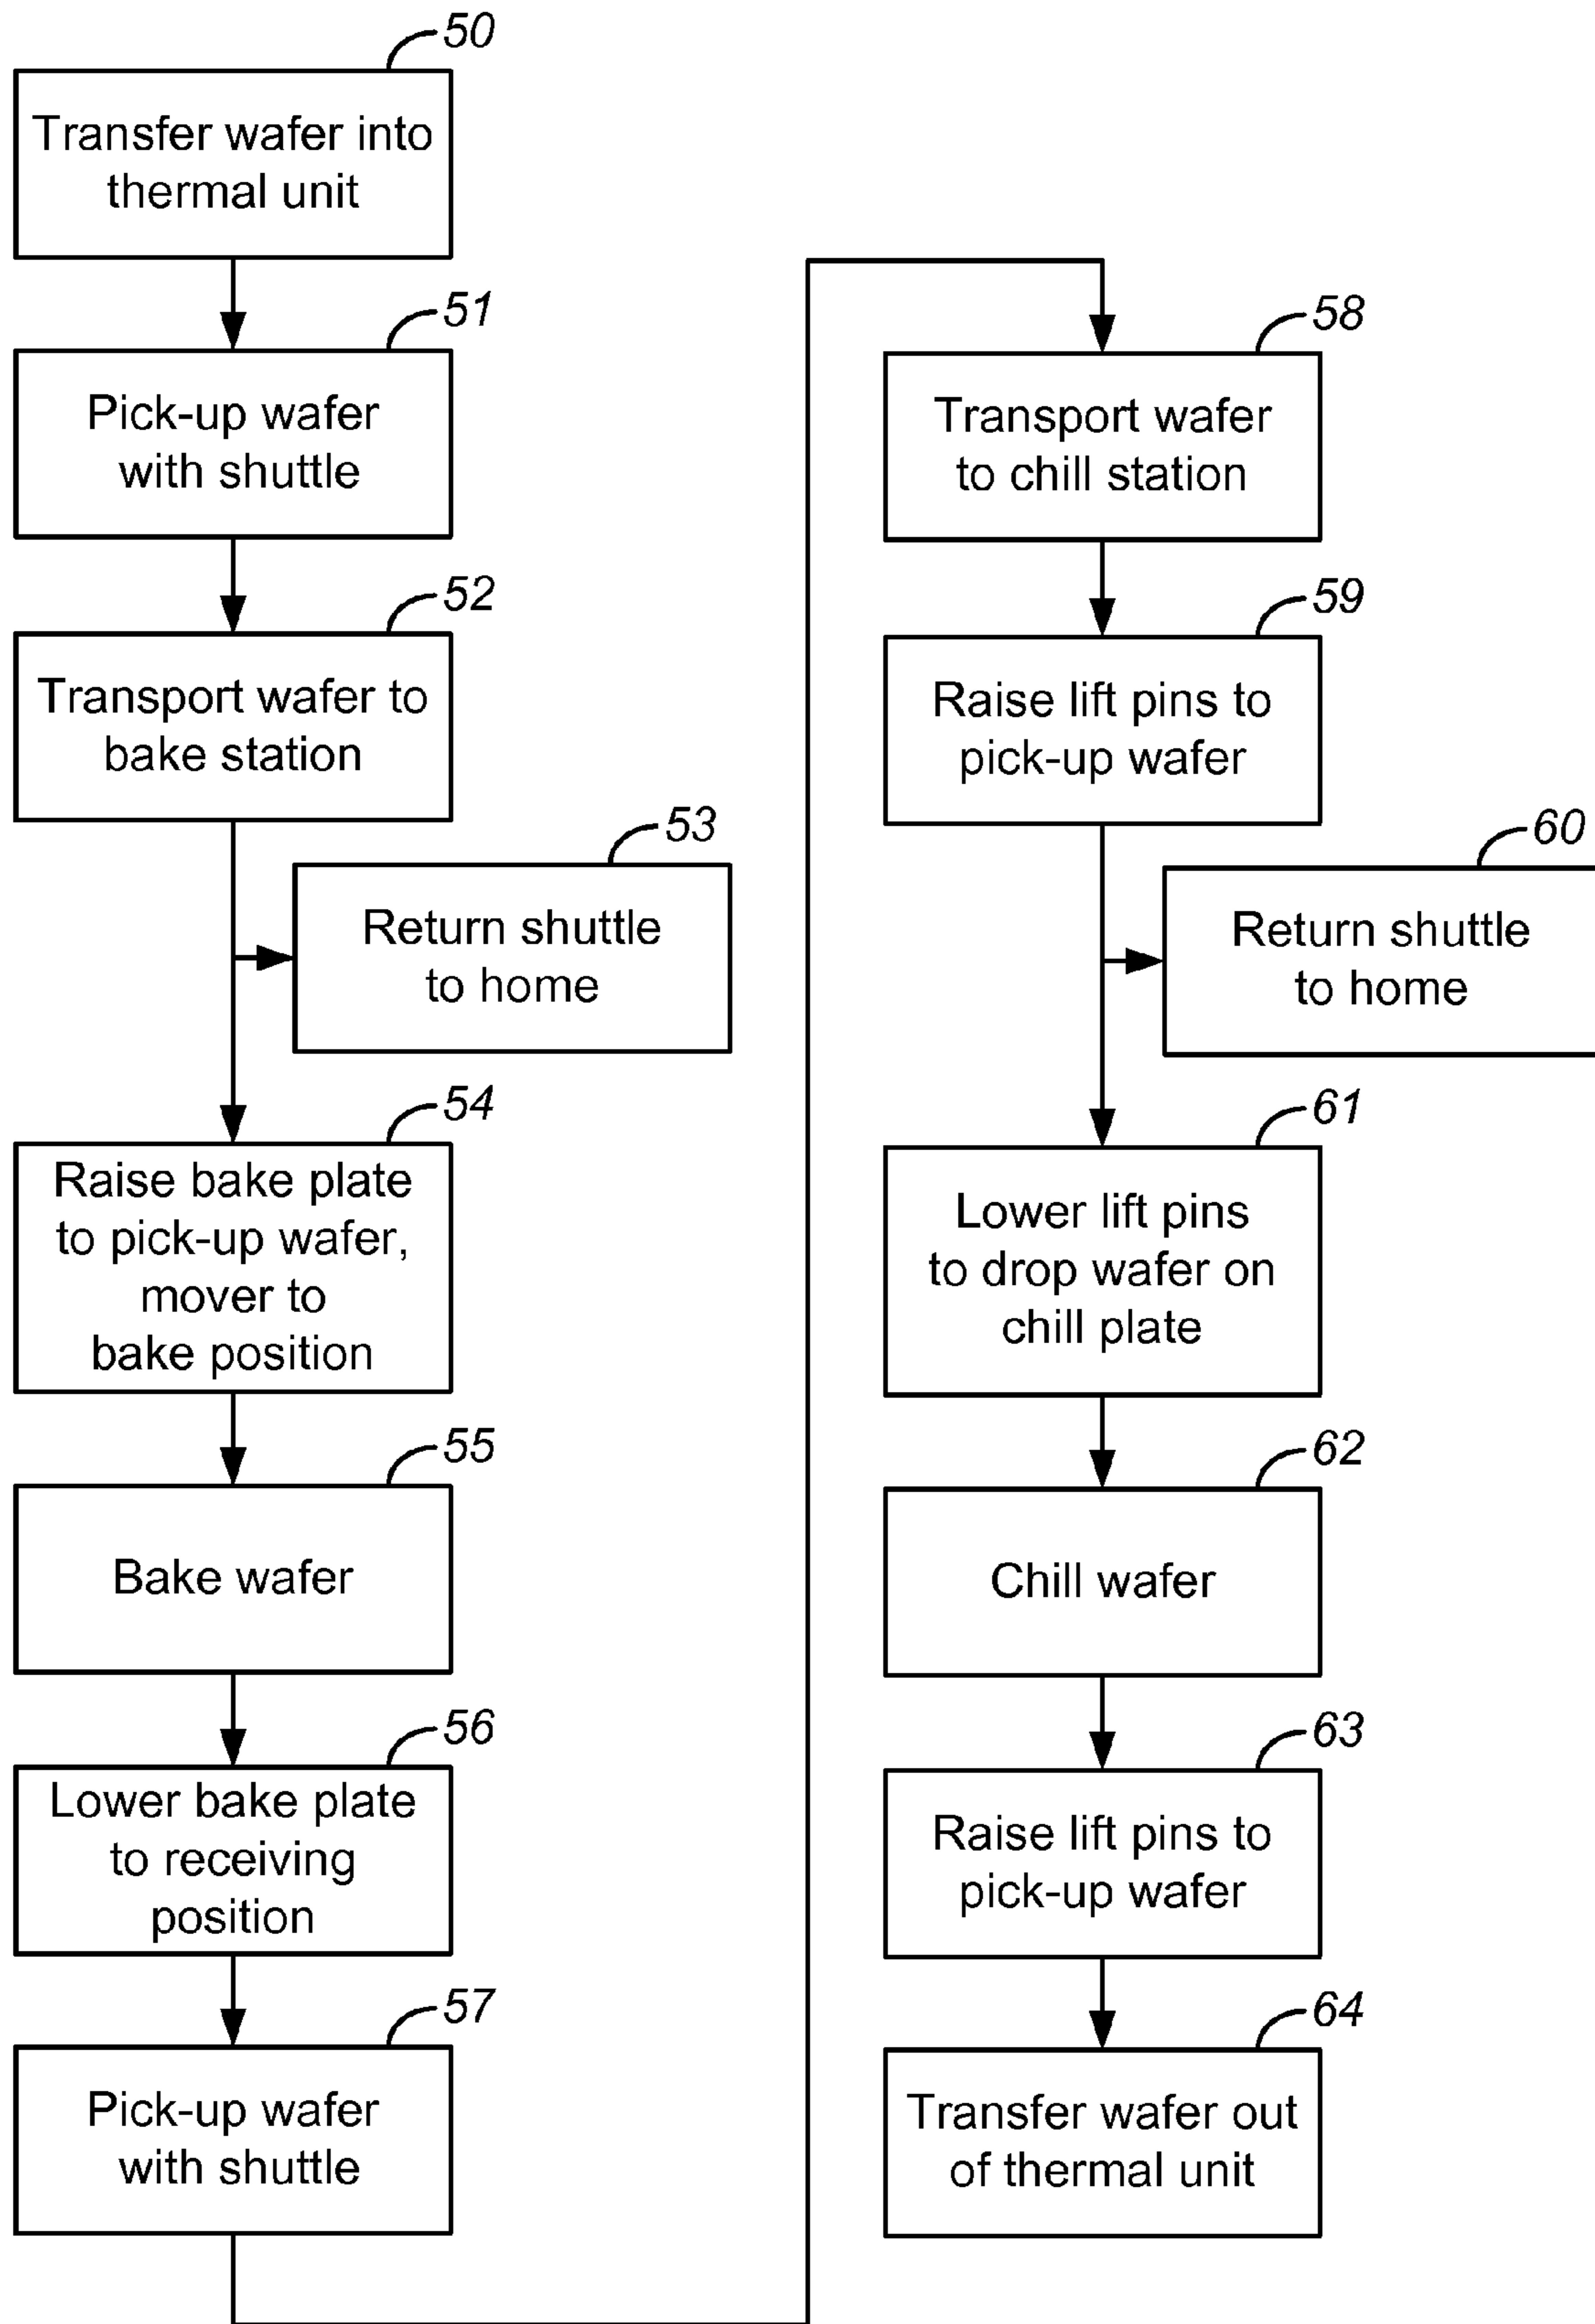 50
Transfer wafer into
thermal unit
51
Pick-up wafer
with shuttle
52
Transport wafer to
bake station
53
Return shuttle
to home
54
Raise bake plate
to pick-up wafer,
mover to
bake position
55
Bake wafer
56
Lower bake plate
to receiving
position
57
Pick-up wafer
with shuttle
58
Transport wafer
to chill station
59
Raise lift pins to
pick-up wafer
60
Return shuttle
to home
61
Lower lift pins
to drop wafer on
chill plate
62
Chill wafer
63
Raise lift pins to
pick-up wafer
64
Transfer wafer out
of thermal unit